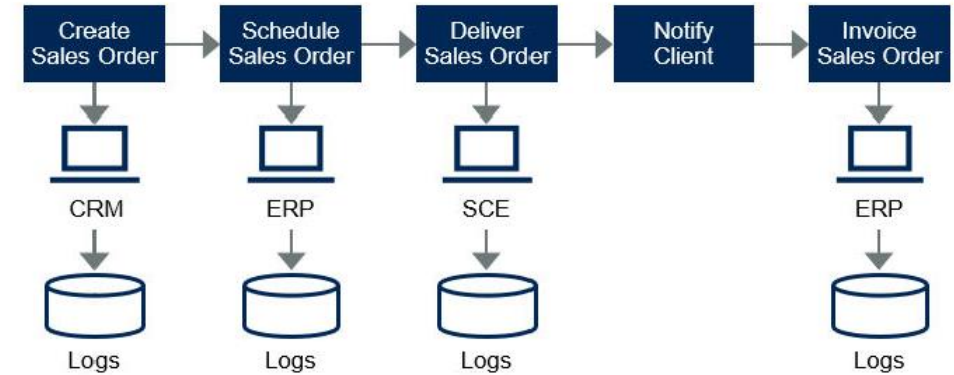 Create
Sales Order
Schedule
Sales Order
Deliver
Sales Order
Notify
Client
Invoice
Sales Order
CRM
ERP
SCE
ERP
Logs
Logs
Logs
Logs